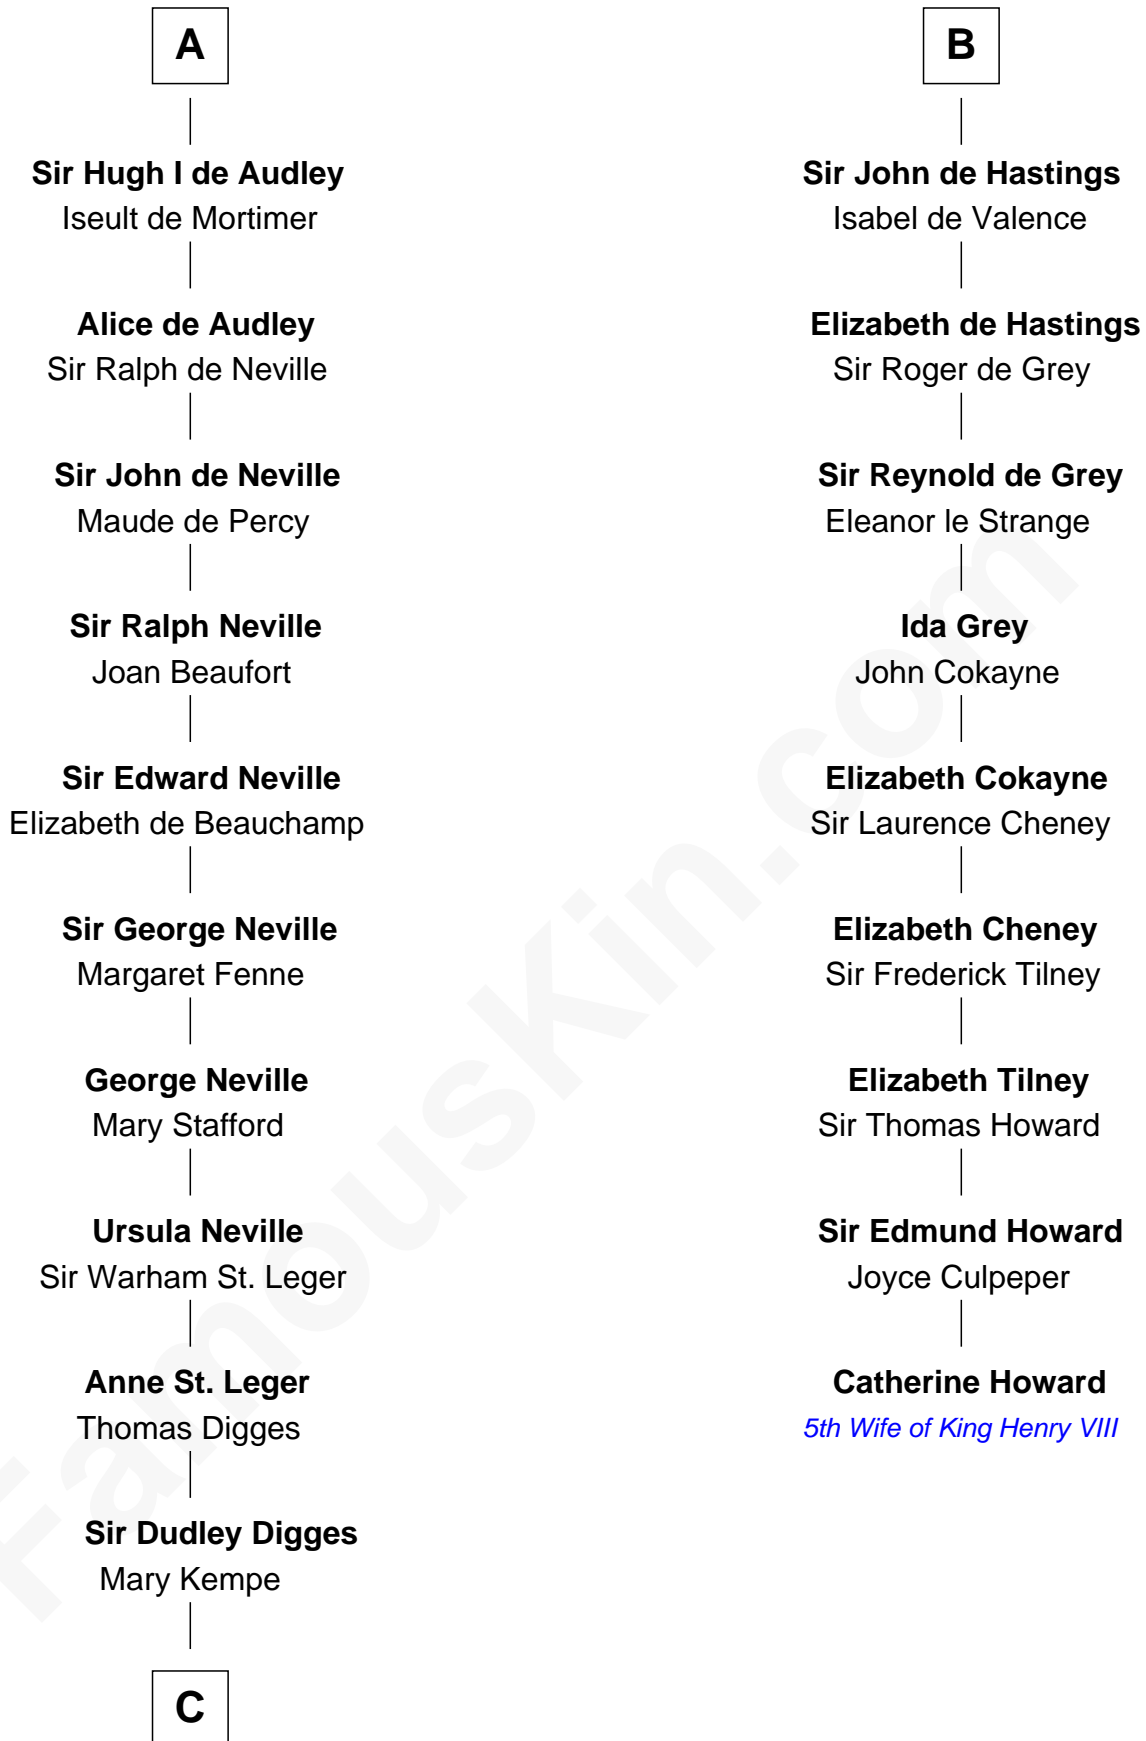 A
Sir Hugh I de Audley
Iseult de Mortimer
Alice de Audley
Sir Ralph de Neville
Sir John de Neville
Maude de Percy
Sir Ralph Neville
Joan Beaufort
Sir Edward Neville
Elizabeth de Beauchamp
Sir George Neville
Margaret Fenne
George Neville
Mary Stafford
Ursula Neville
Sir Warham St. Leger
Anne St. Leger
Thomas Digges
Sir Dudley Digges
Mary Kempe
C
B
Sir John de Hastings
Isabel de Valence
Elizabeth de Hastings
Sir Roger de Grey
Sir Reynold de Grey
Eleanor le Strange
Ida Grey
John Cokayne
Elizabeth Cokayne
Sir Laurence Cheney
Elizabeth Cheney
Sir Frederick Tilney
Elizabeth Tilney
Sir Thomas Howard
Sir Edmund Howard
Joyce Culpeper
Catherine Howard
5th Wife of King Henry VIII
FamousKin.com